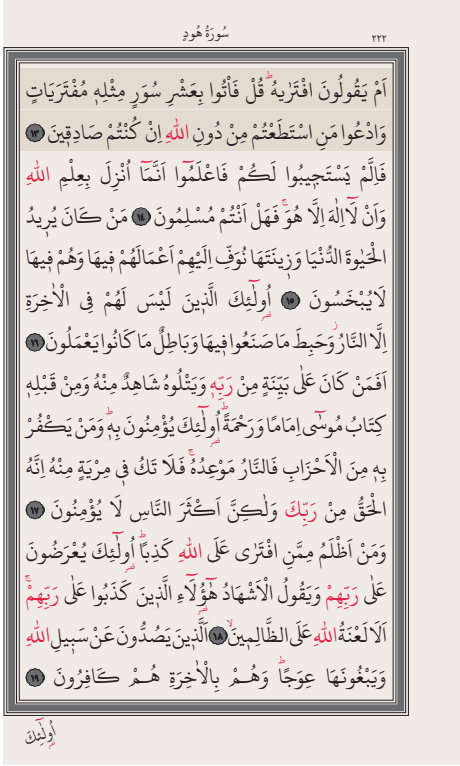 سُورَةُ هُودٍ
٢٢٢
اَمْ يَقُولُونَ افْتَرٰيهُۜ قُلْ فَأْتُوا بِعَشْرِ سُوَرٍ مِثْلِه۪ مُفْتَرَيَاتٍ
وَادْعُوا مَنِ اسْتَطَعْتُمْ مِنْ دُونِ اللّٰهِ اِنْ كُنْتُمْ صَادِق۪ينَ ﴿١٣﴾
فَاِلَّمْ يَسْتَج۪يبُوا لَكُمْ فَاعْلَمُٓوا اَنَّمَٓا اُنْزِلَ بِعِلْمِ اللّٰهِ
وَاَنْ لَٓا اِلٰهَ اِلَّا هُوَۚ فَهَلْ اَنْتُمْ مُسْلِمُونَ ﴿١٤﴾ مَنْ كَانَ يُر۪يدُ
الْحَيٰوةَ الدُّنْيَا وَز۪ينَتَهَا نُوَفِّ اِلَيْهِمْ اَعْمَالَهُمْ ف۪يهَا وَهُمْ ف۪يهَا
لَا يُبْخَسُونَ ﴿١٥﴾ اُو۬لٰٓئِكَ الَّذ۪ينَ لَيْسَ لَهُمْ فِي الْاٰخِرَةِ
اِلَّا النَّارُۘ وَحَبِطَ مَا صَنَعُوا ف۪يهَا وَبَاطِلٌ مَا كَانُوا يَعْمَلُونَ ﴿١٦﴾
اَفَمَنْ كَانَ عَلٰى بَيِّنَةٍ مِنْ رَبِّه۪ وَيَتْلُوهُ شَاهِدٌ مِنْهُ وَمِنْ قَبْلِه۪
كِتَابُ مُوسٰٓى اِمَامًا وَرَحْمَةًۜ اُو۬لٰٓئِكَ يُؤْمِنُونَ بِه۪ۜ وَمَنْ يَكْفُرْ
بِه۪ مِنَ الْاَحْزَابِ فَالنَّارُ مَوْعِدُهُۚ فَلَا تَكُ ف۪ي مِرْيَةٍ مِنْهُ اِنَّهُ
الْحَقُّ مِنْ رَبِّكَ وَلٰكِنَّ اَكْثَرَ النَّاسِ لَا يُؤْمِنُونَ ﴿١٧﴾
وَمَنْ اَظْلَمُ مِمَّنِ افْتَرٰى عَلَى اللّٰهِ كَذِبًاۜ اُو۬لٰٓئِكَ يُعْرَضُونَ
عَلٰى رَبِّهِمْ وَيَقُولُ الْاَشْهَادُ هٰٓؤُ۬لَٓاءِ الَّذ۪ينَ كَذَبُوا عَلٰى رَبِّهِمْۚ
اَلَا لَعْنَةُ اللّٰهِ عَلَى الظَّالِم۪ينَۙ ﴿١٨﴾ اَلَّذ۪ينَ يَصُدُّونَ عَنْ سَب۪يلِ اللّٰهِ
وَيَبْغُونَهَا عِوَجًاۜ وَهُمْ بِالْاٰخِرَةِ هُمْ كَافِرُونَ ﴿١٩﴾
اُو۬لٰٓئِكَ